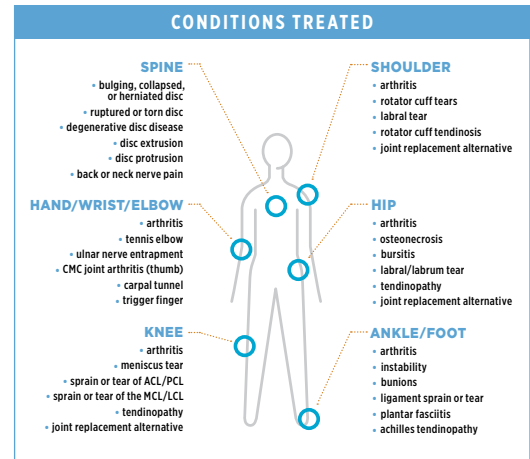 CONDITIONS TREATED
SPINE
• bulging, collapsed,
or herniated disc
• ruptured or torn disc
• degenerative disc disease
• disc extrusion
• disc protrusion
• back or neck nerve pain
SHOULDER
• arthritis
• rotator cuff tears
• labral tear
• rotator cuff tendinosis
• joint replacement alternative
HAND/WRIST/ELBOW
• arthritis
• tennis elbow
• ulnar nerve entrapment
• CMC joint arthritis (thumb)
• carpal tunnel
• trigger finger
HIP
• arthritis
• osteonecrosis
• bursitis
• labral/labrum tear
• tendinopathy
• joint replacement alternative
KNEE
• arthritis
• meniscus tear
• sprain or tear of ACL/PCL
• sprain or tear of the MCL/LCL
• tendinopathy
• joint replacement alternative
ANKLE/FOOT
• arthritis
• instability
• bunions
• ligament sprain or tear
• plantar fasciitis
• achilles tendinopathy